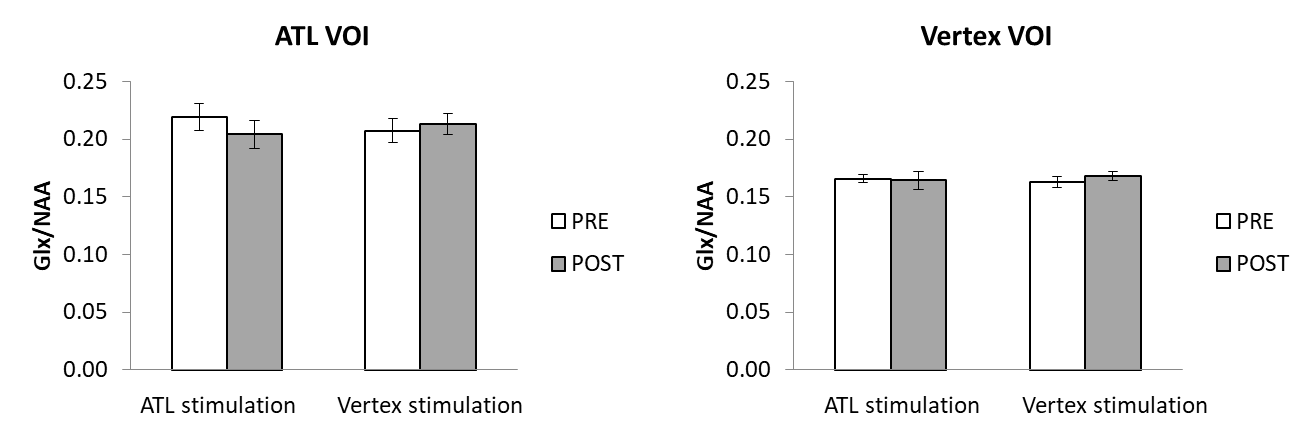 ATL VOI
0.25
0.20
0.15
0.10
0.05
0.00
Glx/NAA
ATL stimulation
Vertex stimulation
PRE
POST
Vertex VOI
0.25
0.20
0.15
0.10
0.05
0.00
Glx/NAA
ATL stimulation
Vertex stimulation
PRE
POST